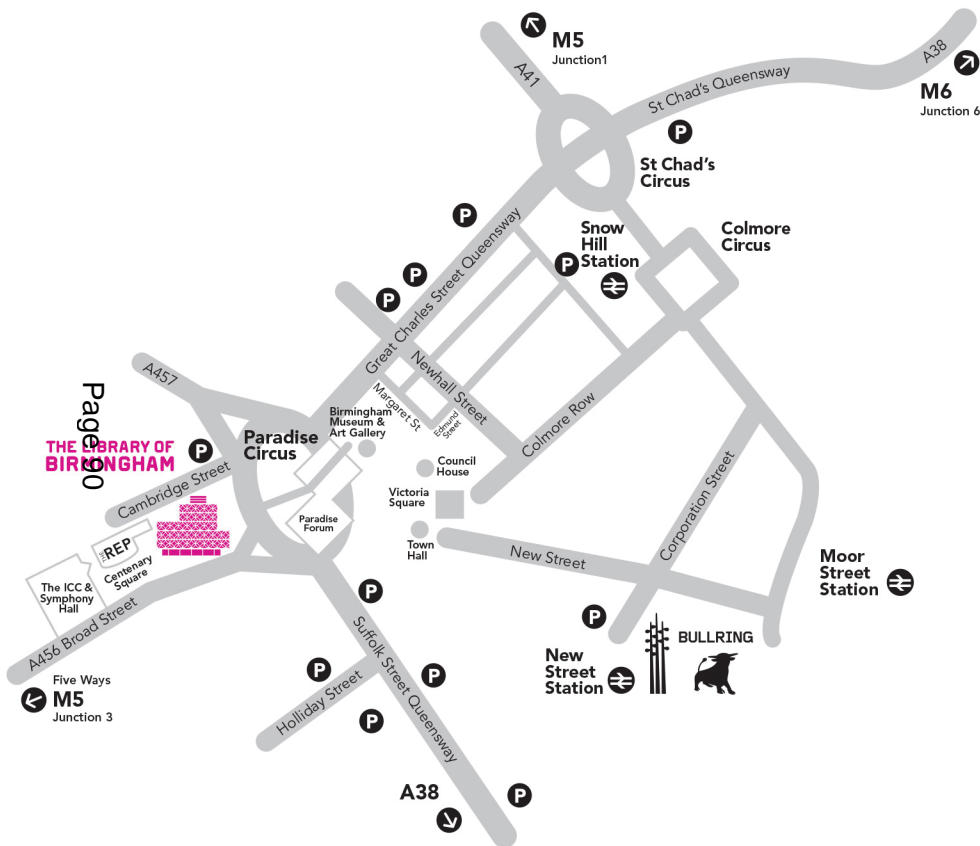 M5
Junction1
A41
A38
M6
Junction 6
St Chad's Queensway
P
St Chad's
Circus
P
Great Charles Street Queensway
Snow
Hill
Station
P
Colmore
Circus
P
P
A457
Newhall Street
Margaret St
Edmund
Street
Colmore Row
Birmingham
Museum &
Art Gallery
Page 90
THE LIBRARY OF
BIRMINGHAM
P
Paradise
Circus
Cambridge Street
Council
House
Victoria
Square
Paradise
Forum
Town
Hall
New Street
Corporation Street
THE REP
Centenary
Square
The ICC &
Symphony
Hall
A456 Broad Street
Moor
Street
Station
P
P
BULLRING
New
Street
Station
Five Ways
M5
Junction 3
Suffolk Street Queensway
P
P
Holliday Street
P
A38
P